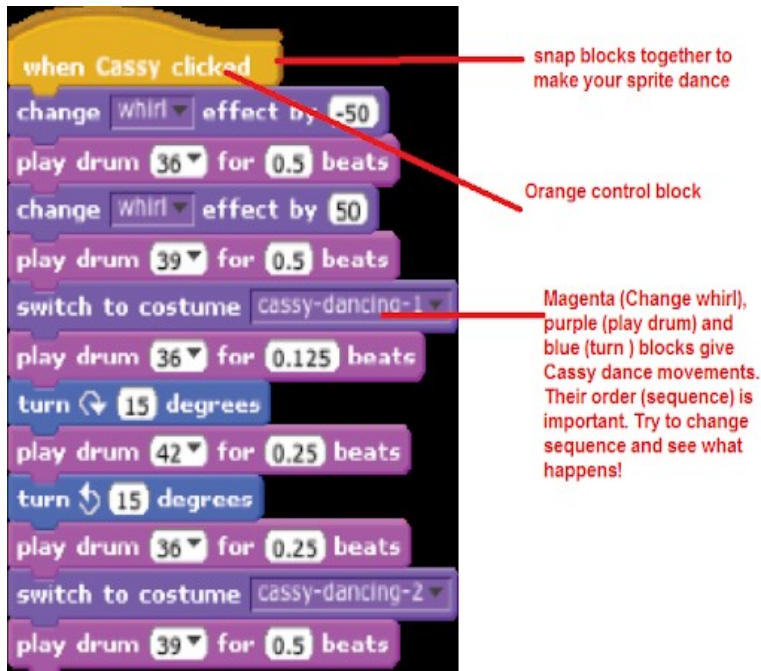 when Cassy clicked
change whirl effect by -50
play drum 36 for 0.5 beats
change whirl effect by 50
play drum 39 for 0.5 beats
switch to costume cassy-dancing-1
play drum 36 for 0.125 beats
turn 15 degrees
play drum 42 for 0.25 beats
turn 15 degrees
play drum 36 for 0.25 beats
switch to costume cassy-dancing-2
play drum 39 for 0.5 beats
snap blocks together to
make your sprite dance
Orange control block
Magenta (Change whirl),
purple (play drum) and
blue (turn ) blocks give
Cassy dance movements.
Their order (sequence) is
important. Try to change
sequence and see what
happens!